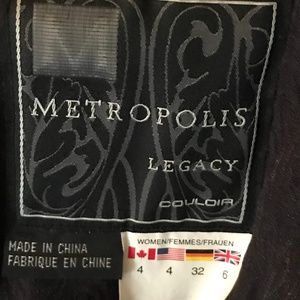 METROPOLIS
LEGACY
COULOIR
MADE IN CHINA
FABRIQUE EN CHINE
WOMEN/FEMMES/FRAUEN
4 4 32 6